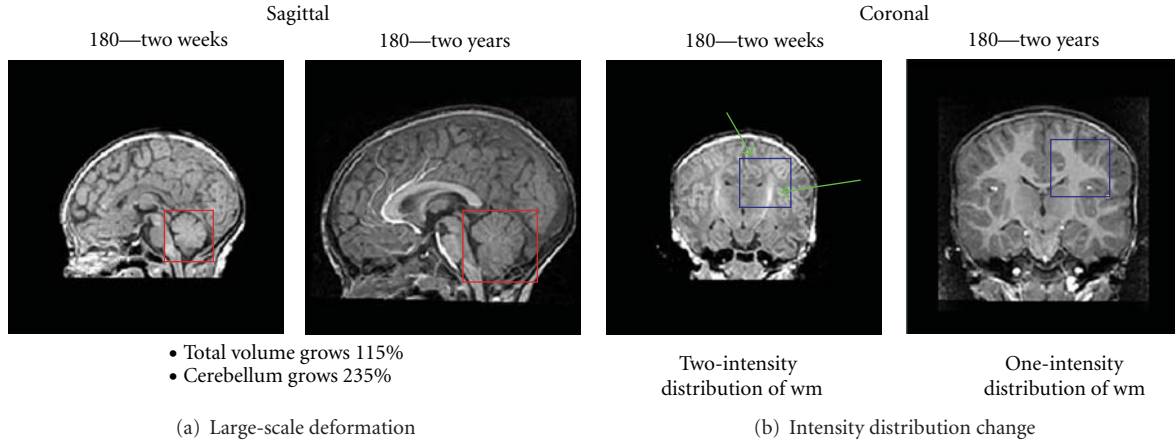 Sagittal
180—two weeks
180—two years
• Total volume grows 115%
• Cerebellum grows 235%
(a) Large-scale deformation
Coronal
180—two weeks
180—two years
Two-intensity
distribution of wm
One-intensity
distribution of wm
(b) Intensity distribution change